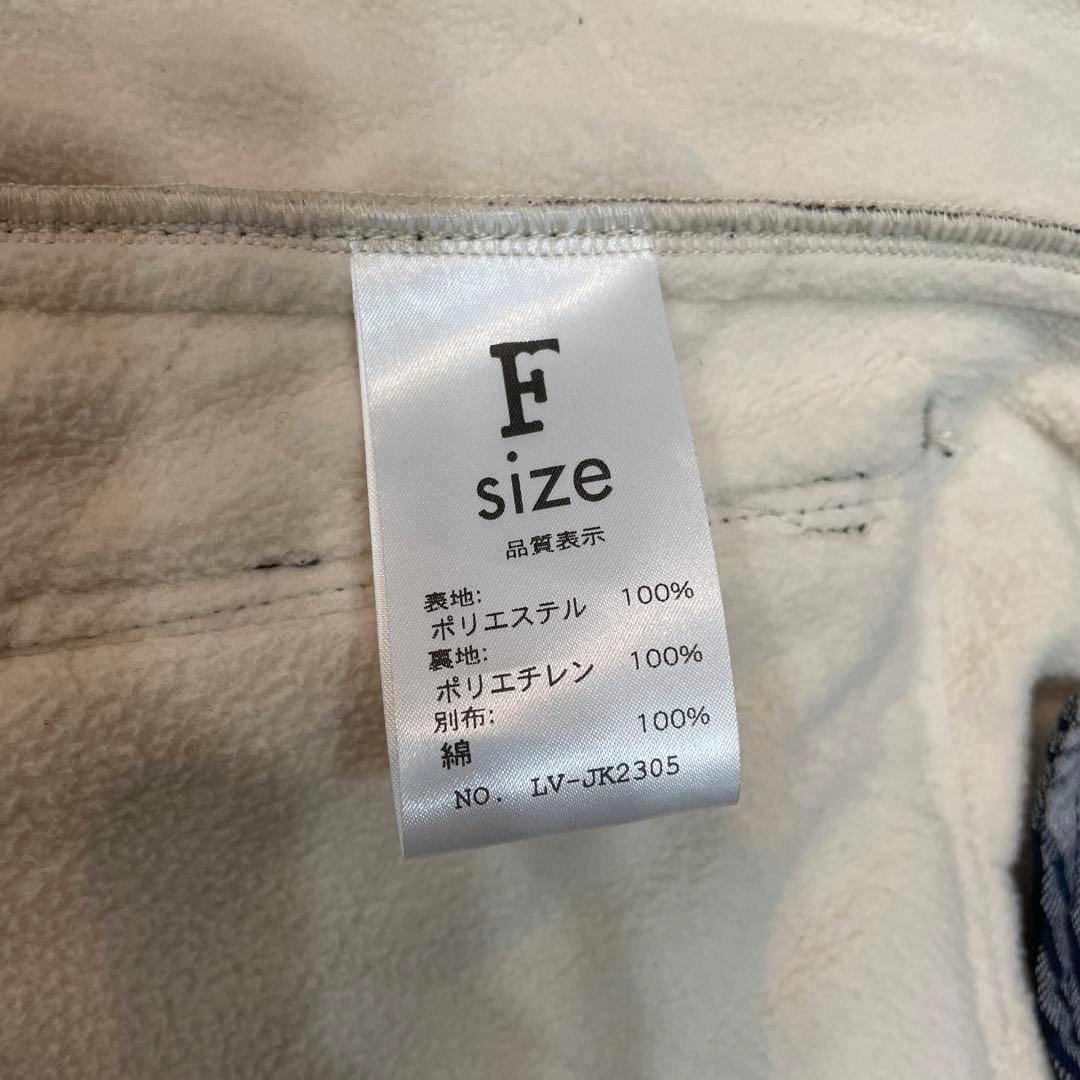 F
size
品質表示
表地:
ポリエステル 100%
裏地:
ポリエチレン 100%
別布:
綿 100%
NO. LV-JK2305